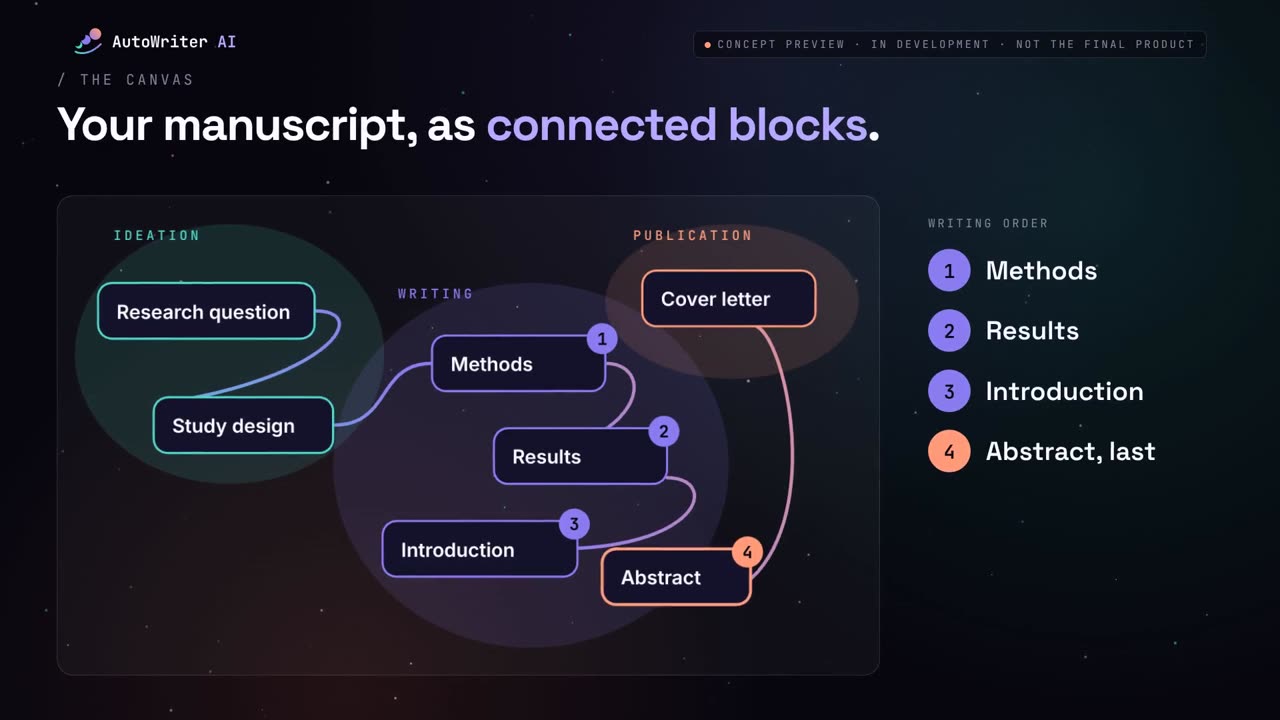 AutoWriter AI
CONCEPT PREVIEW · IN DEVELOPMENT · NOT THE FINAL PRODUCT
/ THE CANVAS
Your manuscript, as connected blocks.
IDEATION
Research question
Study design
WRITING
Methods
1
Results
2
Introduction
3
PUBLICATION
Cover letter
Abstract
4
WRITING ORDER
1 Methods
2 Results
3 Introduction
4 Abstract, last